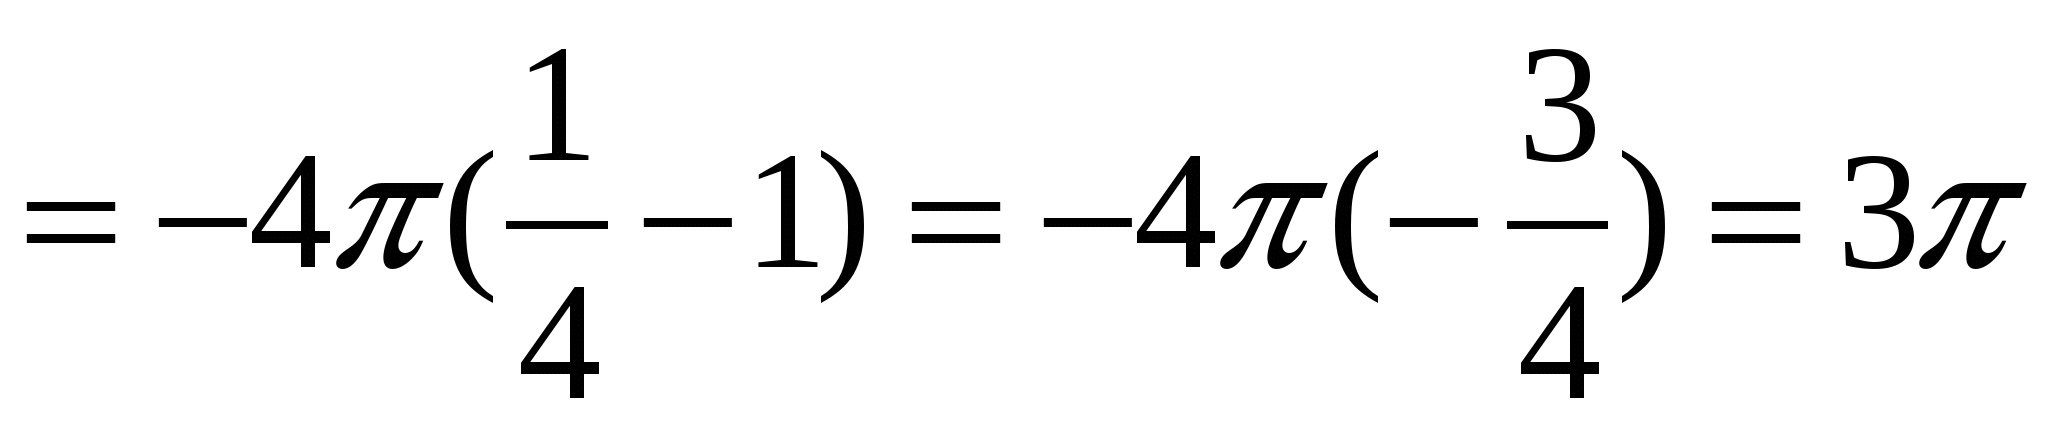 = −4π(1/4 −1) = −4π(−3/4) = 3π